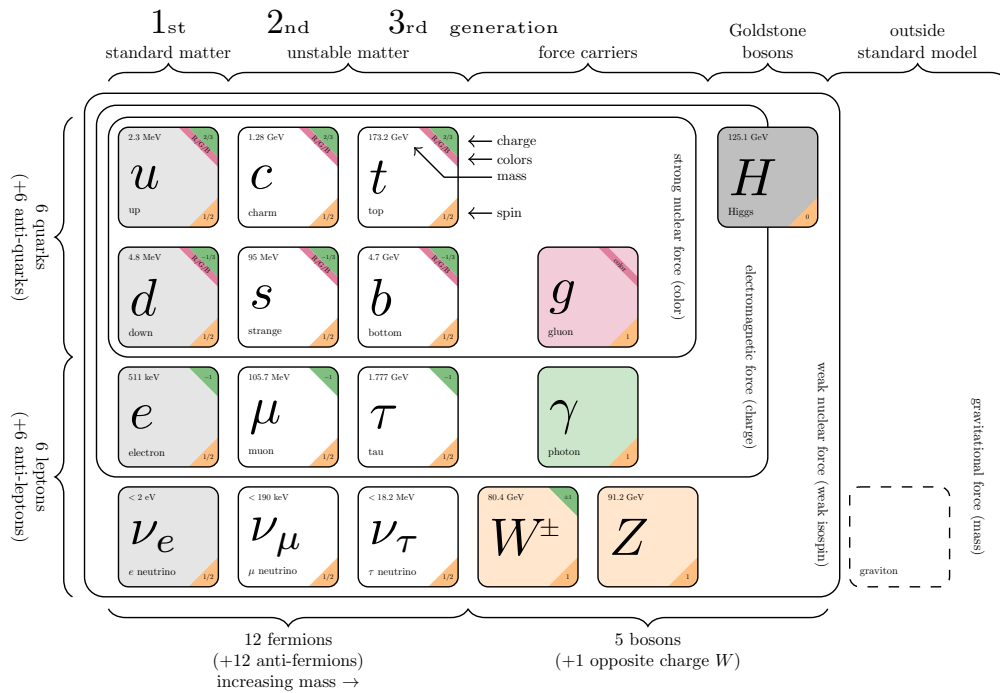 1st 2nd 3rd generation
standard matter
unstable matter
force carriers
Goldstone
bosons
outside
standard model
6 quarks
(+6 anti-quarks)
6 leptons
(+6 anti-leptons)
2.3 MeV
2/3
R/G/B
u
up
1/2
1.28 GeV
2/3
R/G/B
c
charm
1/2
173.2 GeV
2/3
R/G/B
t
top
1/2
charge
colors
mass
spin
strong nuclear force (color)
125.1 GeV
H
Higgs
0
4.8 MeV
−1/3
R/G/B
d
down
1/2
95 MeV
−1/3
R/G/B
s
strange
1/2
4.7 GeV
−1/3
R/G/B
b
bottom
1/2
color
g
gluon
1
electromagnetic force (charge)
511 keV
−1
e
electron
1/2
105.7 MeV
−1
μ
muon
1/2
1.777 GeV
−1
τ
tau
1/2
γ
photon
1
weak nuclear force (weak isospin)
gravitational force (mass)
< 2 eV
νe
e neutrino
1/2
< 190 keV
νμ
μ neutrino
1/2
< 18.2 MeV
ντ
τ neutrino
1/2
80.4 GeV
±1
W±
1
91.2 GeV
Z
1
graviton
12 fermions
(+12 anti-fermions)
increasing mass →
5 bosons
(+1 opposite charge W)